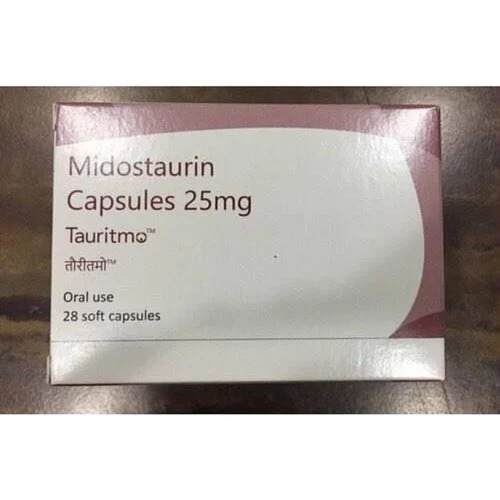 Midostaurin
Capsules 25mg
Tauritmo™
तौरीतमो™
Oral use
28 soft capsules